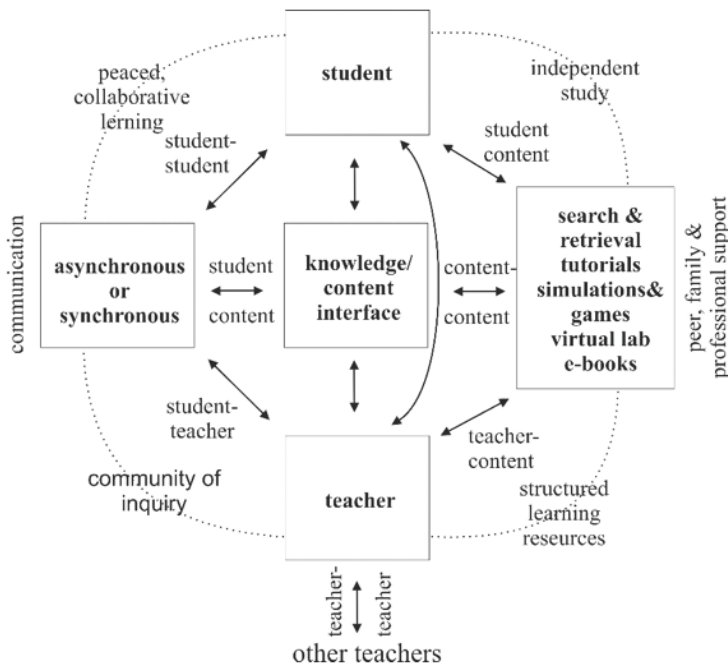 student
peaced,
collaborative
lerning
independent
study
student-
student
student
content
communication
asynchronous
or
synchronous
student
content
knowledge/
content
interface
content-
content
search &
retrieval
tutorials
simulations&
games
virtual lab
e-books
peer, family &
professional support
student-
teacher
teacher-
content
community of
inquiry
teacher
structured
learning
reseurces
teacher-
teacher
other teachers